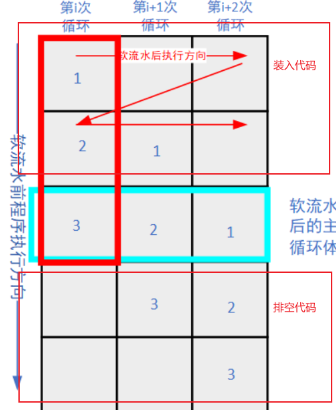 第I次
循环
第i+1次
循环
第i+2次
循环
软流水后执行方向
装入代码
1
2
1
软流水前程序执行方向
3
2
1
软流水
后的主
循环体
3
2
排空代码
3